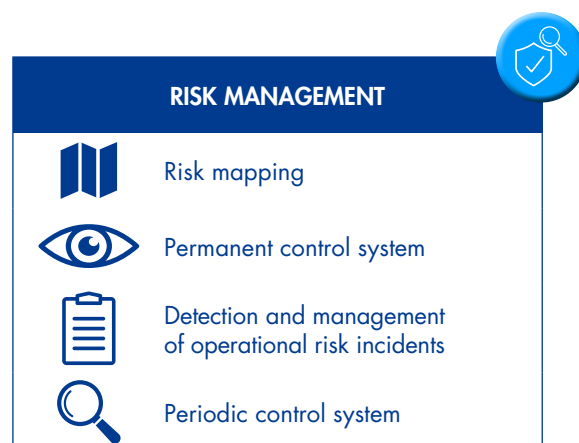 RISK MANAGEMENT
Risk mapping
Permanent control system
Detection and management
of operational risk incidents
Periodic control system